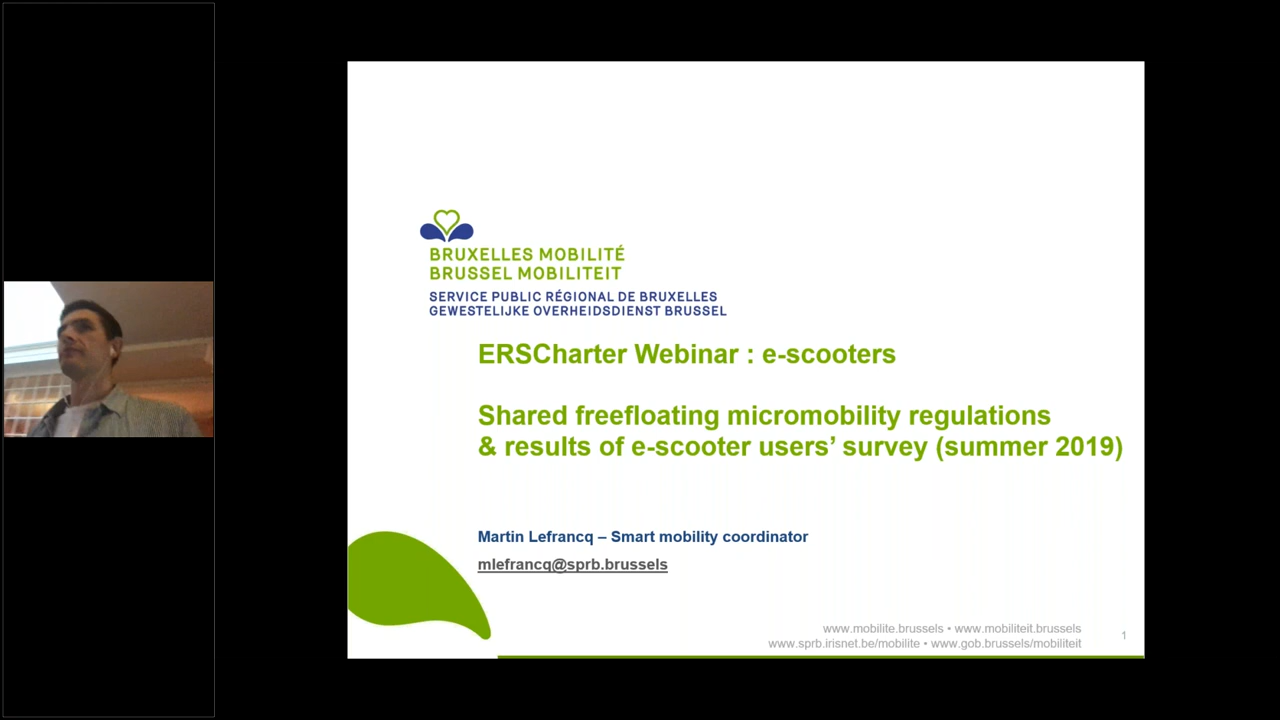 BRUXELLES MOBILITÉ
BRUSSEL MOBILITEIT
SERVICE PUBLIC RÉGIONAL DE BRUXELLES
GEWESTELIJKE OVERHEIDSDIENST BRUSSEL
ERSCharter Webinar : e-scooters
Shared freefloating micromobility regulations
& results of e-scooter users’ survey (summer 2019)
Martin Lefrancq – Smart mobility coordinator
mlefrancq@sprb.brussels
www.mobilite.brussels • www.mobiliteit.brussels
www.sprb.irisnet.be/mobilite • www.gob.brussels/mobiliteit
1